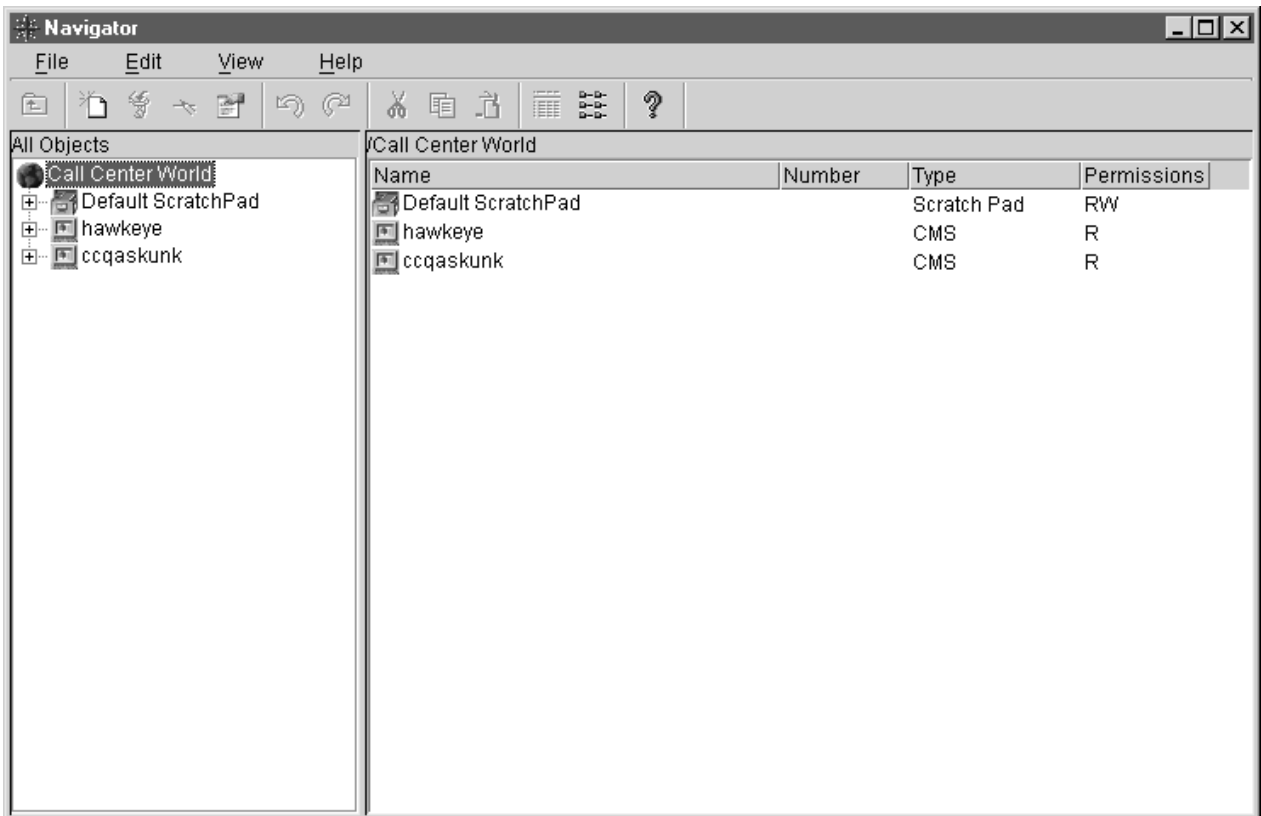 Navigator
File Edit View Help
All Objects
/Call Center World
Call Center World
Default ScratchPad
hawkeye
ccqaskunk
Name Number Type Permissions
Default ScratchPad Scratch Pad RW
hawkeye CMS R
ccqaskunk CMS R